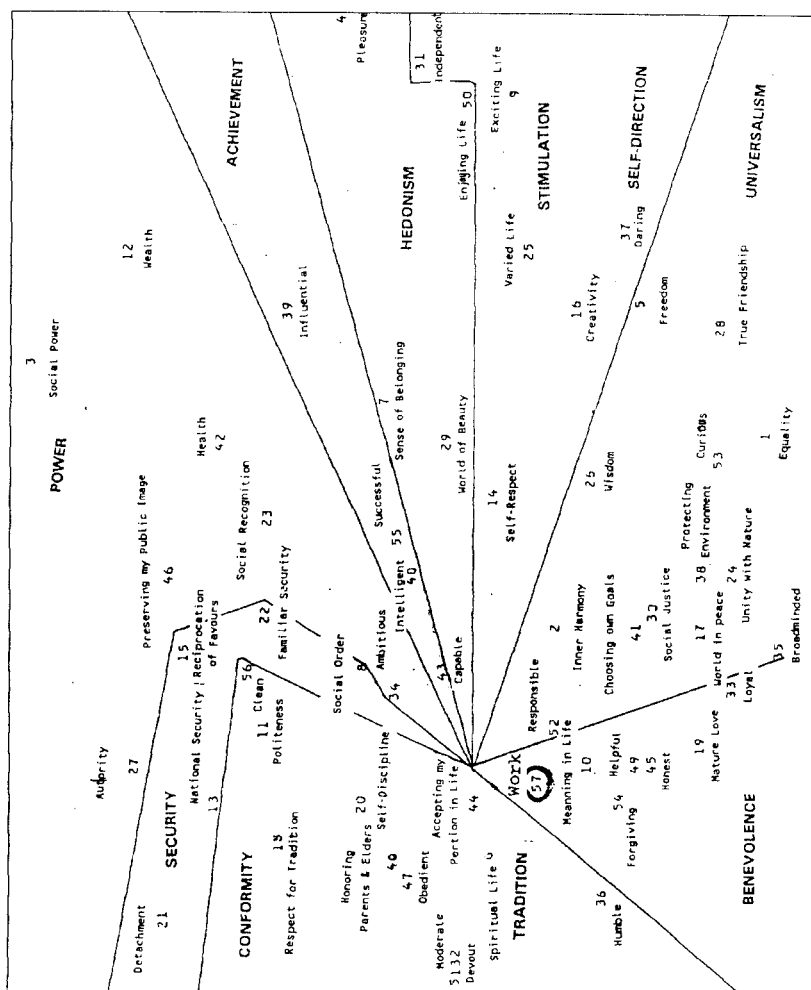 3
Social Power
POWER
12
Wealth
Preserving my Public Image
46
Health
42
Autority
27
Detachment
21
SECURITY
National Security
13
15
Reciprocation
of Favours
Social Recognition
23
22
Familiar Security
ACHIEVEMENT
39
Influential
CONFORMITY
56
Clean
11
Politeness
18
Respect for Tradition
Social Order
8
Ambitious
34
Successful
55
Intelligent
40
4
Pleasure
7
Sense of Belonging
HEDONISM
31
Independent
Honoring
Parents & Elders
20
Self-Discipline
40
47
Obedient
43
Capable
29
World of Beauty
Enjying Life
50
Accepting my
Pertion in Life
44
Moderate
5132
Devout
Spiritual Life
TRADITION
Work
57
14
Self-Respect
Exciting Life
9
Varied Life
25
STIMULATION
Responsible
52
Meanning in Life
10
2
Inner Harmony
26
Wisdom
16
Creativity
37
Daring
SELF-DIRECTION
5
Freedom
36
Humble
Helpful
49
54
Forgiving
45
Honest
Choosing own Goals
41
30
Social Justice
Protecting
38 Environment
Curious
53
28
True Friendship
19
Mature Love
17
World in peace
33
Loyal
24
Unity with Nature
UNIVERSALISM
BENEVOLENCE
1
Equality
35
Broadminded